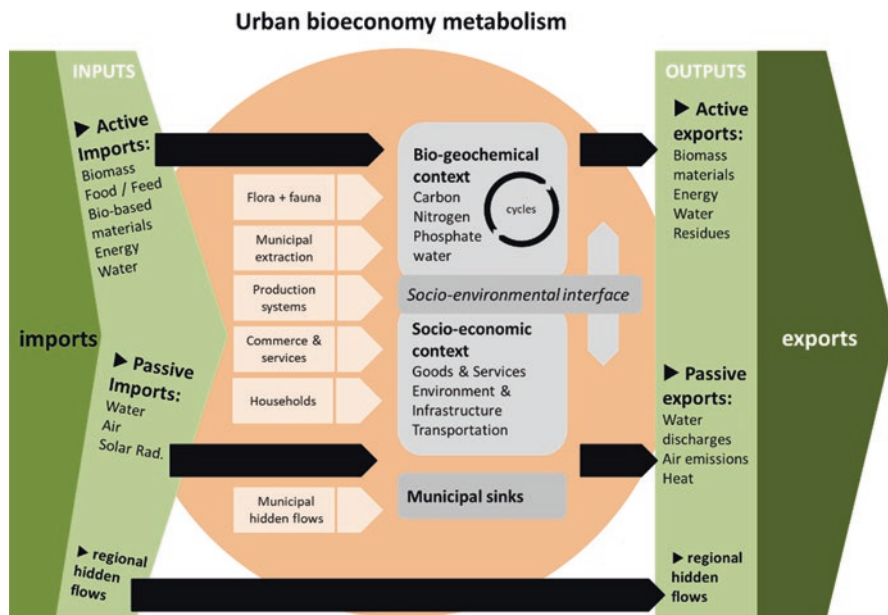 Urban bioeconomy metabolism
imports
INPUTS
▶ Active
Imports:
Biomass
Food / Feed
Bio-based
materials
Energy
Water
▶ Passive
Imports:
Water
Air
Solar Rad.
▶ regional
hidden
flows
Flora + fauna
Municipal
extraction
Production
systems
Commerce &
services
Households
Municipal
hidden flows
Bio-geochemical
context
Carbon
Nitrogen
Phosphate
water
cycles
Socio-environmental interface
Socio-economic
context
Goods & Services
Environment &
Infrastructure
Transportation
Municipal sinks
OUTPUTS
▶ Active
exports:
Biomass
materials
Energy
Water
Residues
▶ Passive
exports:
Water
discharges
Air emissions
Heat
▶ regional
hidden
flows
exports